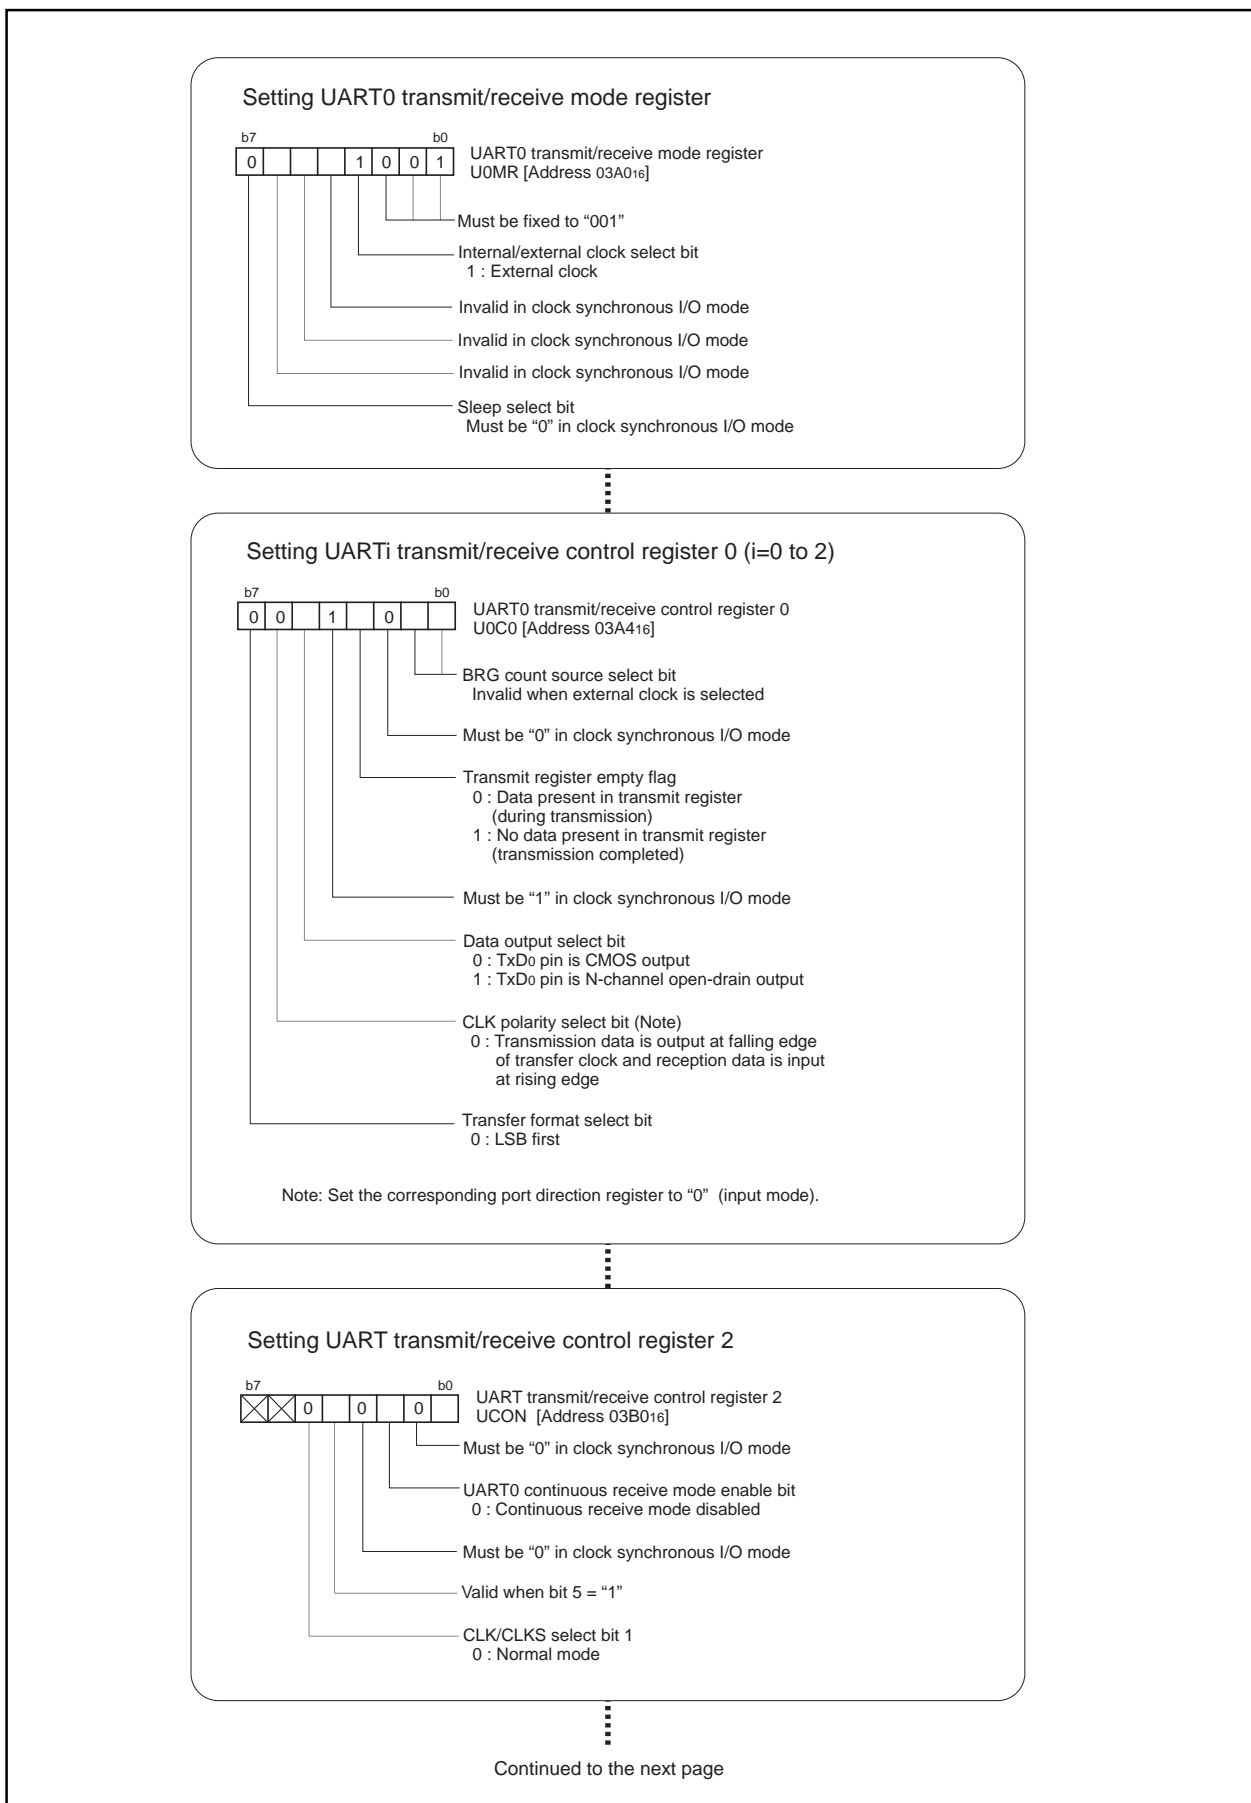 Setting UART0 transmit/receive mode register
b7 b0
0 1 0 0 1
UART0 transmit/receive mode register
U0MR [Address 03A016]
Must be fixed to “001”
Internal/external clock select bit
1 : External clock
Invalid in clock synchronous I/O mode
Invalid in clock synchronous I/O mode
Invalid in clock synchronous I/O mode
Sleep select bit
Must be “0” in clock synchronous I/O mode
Setting UARTi transmit/receive control register 0 (i=0 to 2)
b7 b0
0 0 1 0
UART0 transmit/receive control register 0
U0C0 [Address 03A416]
BRG count source select bit
Invalid when external clock is selected
Must be “0” in clock synchronous I/O mode
Transmit register empty flag
0 : Data present in transmit register
(during transmission)
1 : No data present in transmit register
(transmission completed)
Must be “1” in clock synchronous I/O mode
Data output select bit
0 : TxD0 pin is CMOS output
1 : TxD0 pin is N-channel open-drain output
CLK polarity select bit (Note)
0 : Transmission data is output at falling edge
of transfer clock and reception data is input
at rising edge
Transfer format select bit
0 : LSB first
Note: Set the corresponding port direction register to “0” (input mode).
Setting UART transmit/receive control register 2
b7 b0
0 0 0
UART transmit/receive control register 2
UCON [Address 03B016]
Must be “0” in clock synchronous I/O mode
UART0 continuous receive mode enable bit
0 : Continuous receive mode disabled
Must be “0” in clock synchronous I/O mode
Valid when bit 5 = “1”
CLK/CLKS select bit 1
0 : Normal mode
Continued to the next page